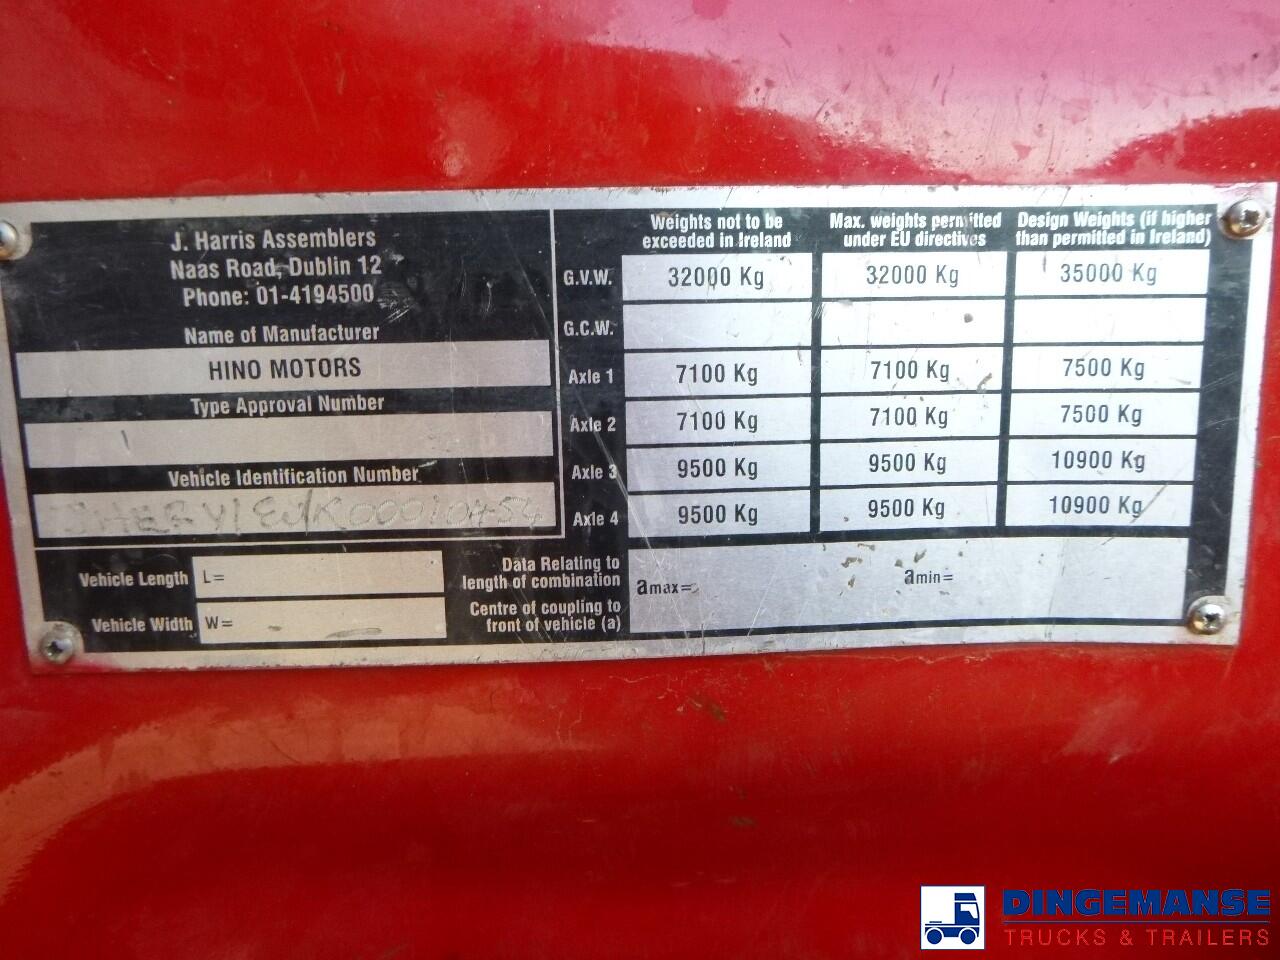 J. Harris Assemblers
Naas Road, Dublin 12
Phone: 01-4194500
Name of Manufacturer
HINO MOTORS
Type Approval Number
Vehicle Identification Number
Weights not to be exceeded in Ireland
Max. weights permitted under EU directives
Design Weights (if higher than permitted in Ireland)
G.V.W. 32000 Kg 32000 Kg 35000 Kg
G.C.W.
Axle 1 7100 Kg 7100 Kg 7500 Kg
Axle 2 7100 Kg 7100 Kg 7500 Kg
Axle 3 9500 Kg 9500 Kg 10900 Kg
Axle 4 9500 Kg 9500 Kg 10900 Kg
Vehicle Length L=
Vehicle Width W=
Data Relating to
length of combination
Centre of coupling to
front of vehicle (a)
amax= amin=
DINGEMANSE
TRUCKS & TRAILERS